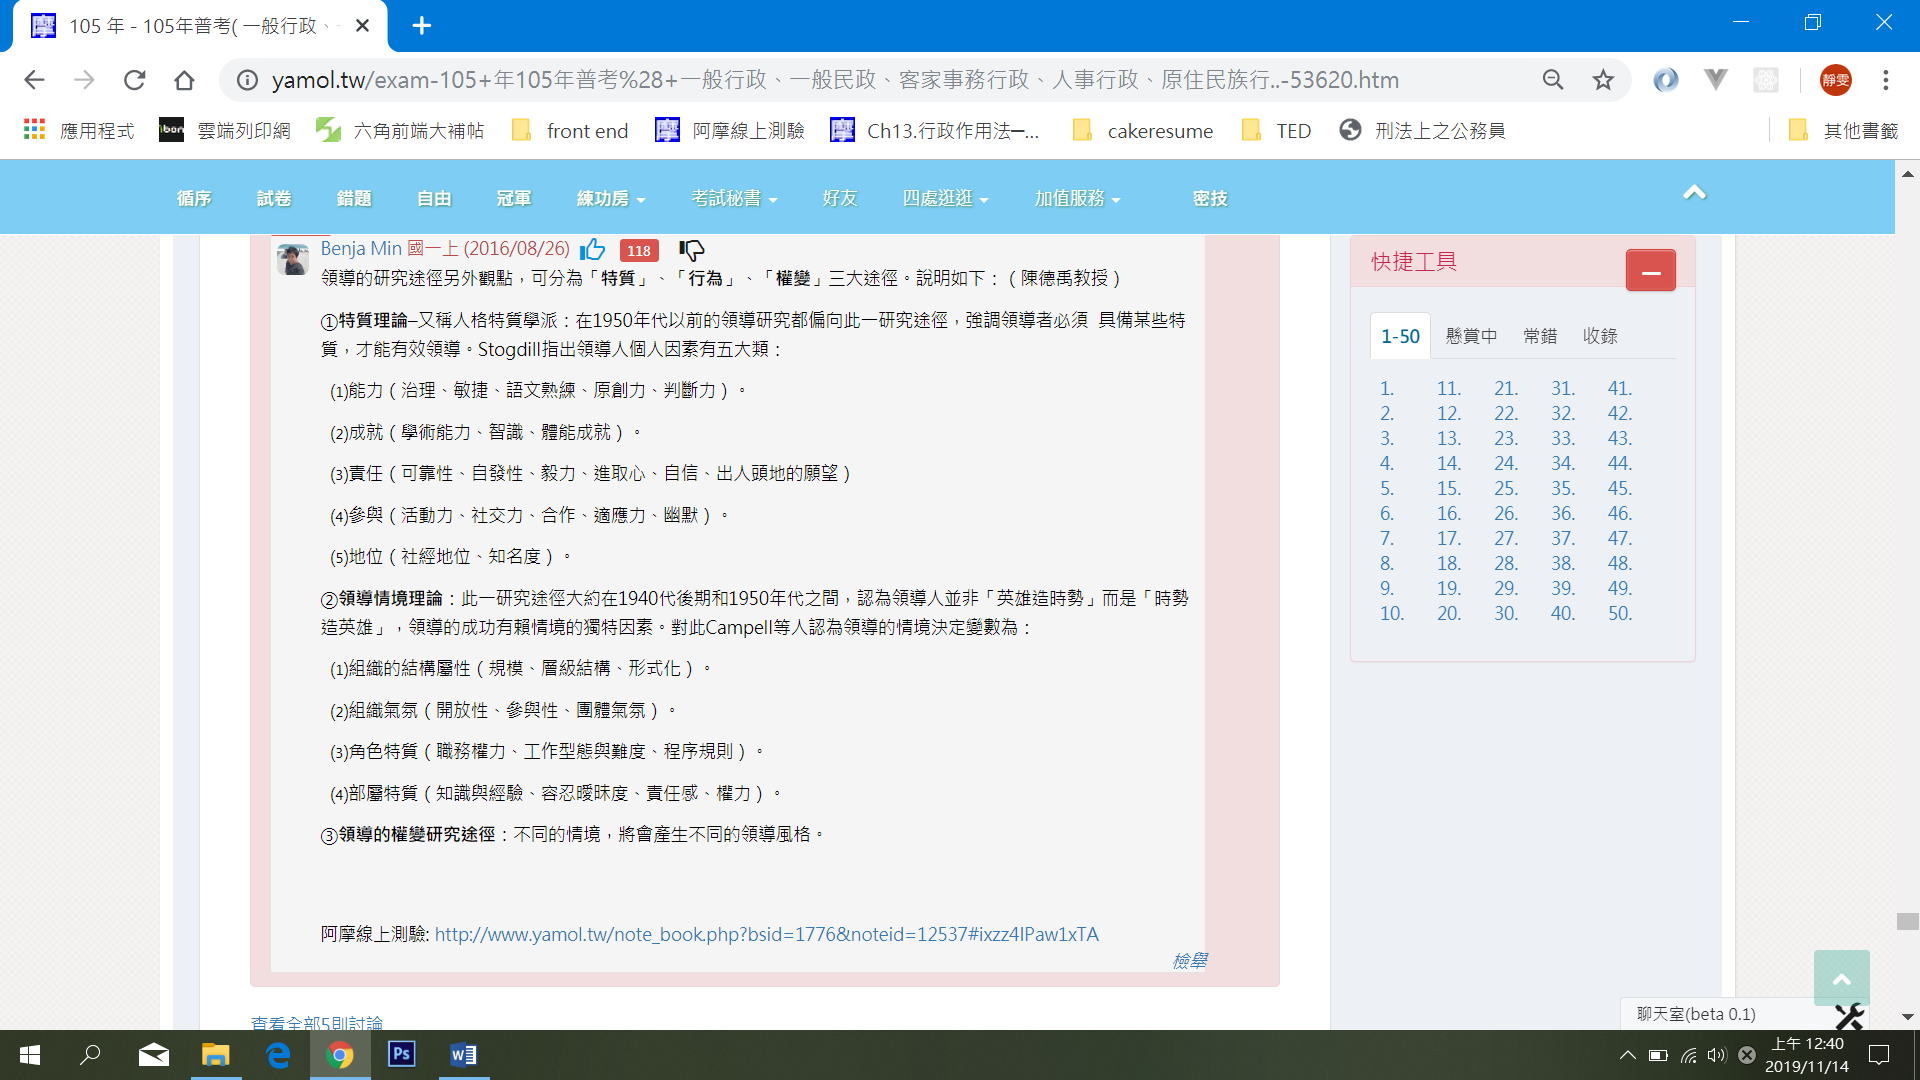 105 年 - 105年普考( 一般行政、
yamol.tw/exam-105+年105年普考%28+一般行政、一般民政、客家事務行政、人事行政、原住民族行..-53620.htm
靜雯
應用程式 ibon 雲端列印網 六角前端大補帖 front end 阿摩線上測驗 Ch13.行政作用法—... cakeresume TED 刑法上之公務員 其他書籤
循序 試卷 錯題 自由 冠軍 練功房 考試秘書 好友 四處逛逛 加值服務 密技
Benja Min 國一上 (2016/08/26) 118
領導的研究途徑另外觀點，可分為「特質」、「行為」、「權變」三大途徑。說明如下：（陳德禹教授）
①特質理論–又稱人格特質學派：在1950年代以前的領導研究都偏向此一研究途徑，強調領導者必須 具備某些特
質，才能有效領導。Stogdill指出領導人個人因素有五大類：
(1)能力（治理、敏捷、語文熟練、原創力、判斷力）。
(2)成就（學術能力、智識、體能成就）。
(3)責任（可靠性、自發性、毅力、進取心、自信、出人頭地的願望）
(4)參與（活動力、社交力、合作、適應力、幽默）。
(5)地位（社經地位、知名度）。
②領導情境理論：此一研究途徑大約在1940代後期和1950年代之間，認為領導人並非「英雄造時勢」而是「時勢
造英雄」，領導的成功有賴情境的獨特因素。對此Campell等人認為領導的情境決定變數為：
(1)組織的結構屬性（規模、層級結構、形式化）。
(2)組織氣氛（開放性、參與性、團體氣氛）。
(3)角色特質（職務權力、工作型態與難度、程序規則）。
(4)部屬特質（知識與經驗、容忍曖昧度、責任感、權力）。
③領導的權變研究途徑：不同的情境，將會產生不同的領導風格。
阿摩線上測驗: http://www.yamol.tw/note_book.php?bsid=1776&noteid=12537#ixzz4IPaw1xTA
檢舉
查看全部5則討論
快捷工具
1-50 懸賞中 常錯 收錄
1. 11. 21. 31. 41.
2. 12. 22. 32. 42.
3. 13. 23. 33. 43.
4. 14. 24. 34. 44.
5. 15. 25. 35. 45.
6. 16. 26. 36. 46.
7. 17. 27. 37. 47.
8. 18. 28. 38. 48.
9. 19. 29. 39. 49.
10. 20. 30. 40. 50.
聊天室(beta 0.1)
上午 12:40
2019/11/14